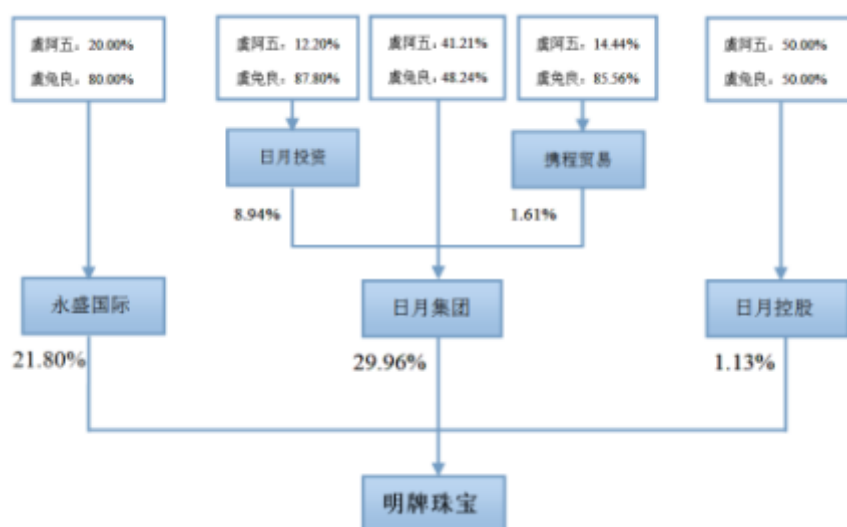 虞阿五：20.00%
虞兔良：80.00%
虞阿五：12.20%
虞兔良：87.80%
虞阿五：41.21%
虞兔良：48.24%
虞阿五：14.44%
虞兔良：85.56%
虞阿五：50.00%
虞兔良：50.00%
日月投资
携程贸易
8.94%
1.61%
永盛国际
日月集团
日月控股
21.80%
29.96%
1.13%
明牌珠宝